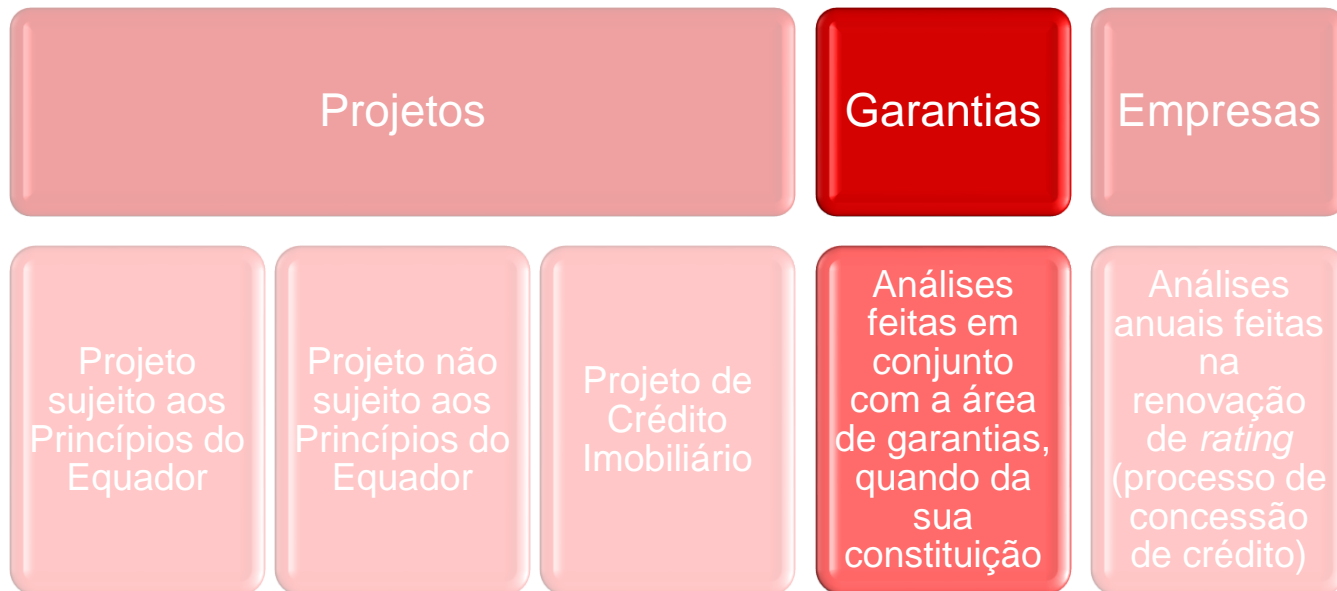 Projetos
Garantias
Empresas
Projeto
sujeito aos
Princípios do
Equador
Projeto não
sujeito aos
Princípios do
Equador
Projeto de
Crédito
Imobiliário
Análises
feitas em
conjunto
com a área
de garantias,
quando da
sua
constituição
Análises
anuais feitas
na
renovação
de rating
(processo de
concessão
de crédito)